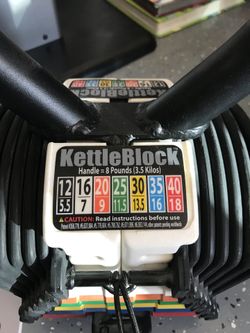 KettleBlock
Handle = 8 Pounds (3.5 Kilos)
12 16 20 25 30 35 40
5.5 7 9 11.5 13.5 16 18
CAUTION: Read instructions before use